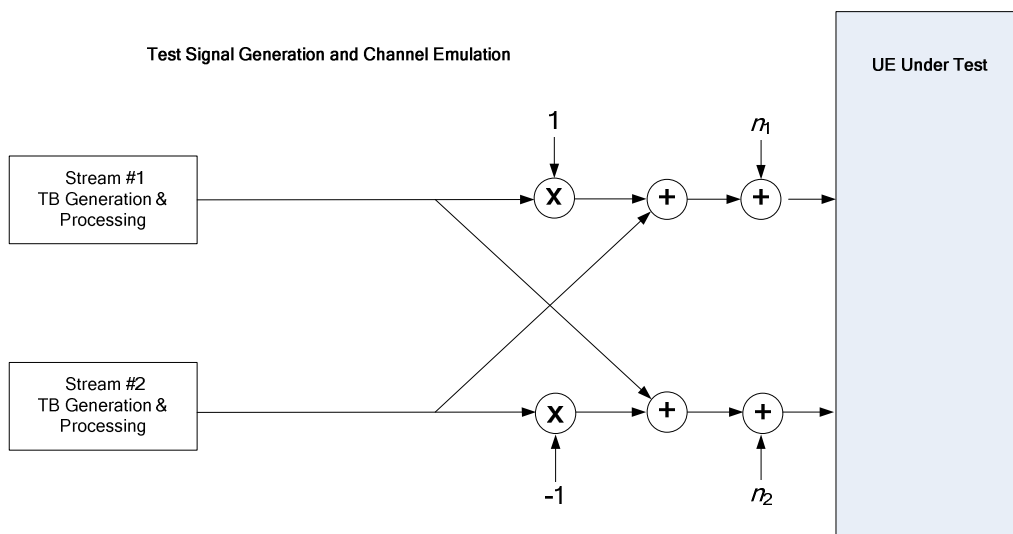 Test Signal Generation and Channel Emulation
UE Under Test
1
n1
Stream #1
TB Generation &
Processing
X
+
+
Stream #2
TB Generation &
Processing
X
+
+
-1
n2